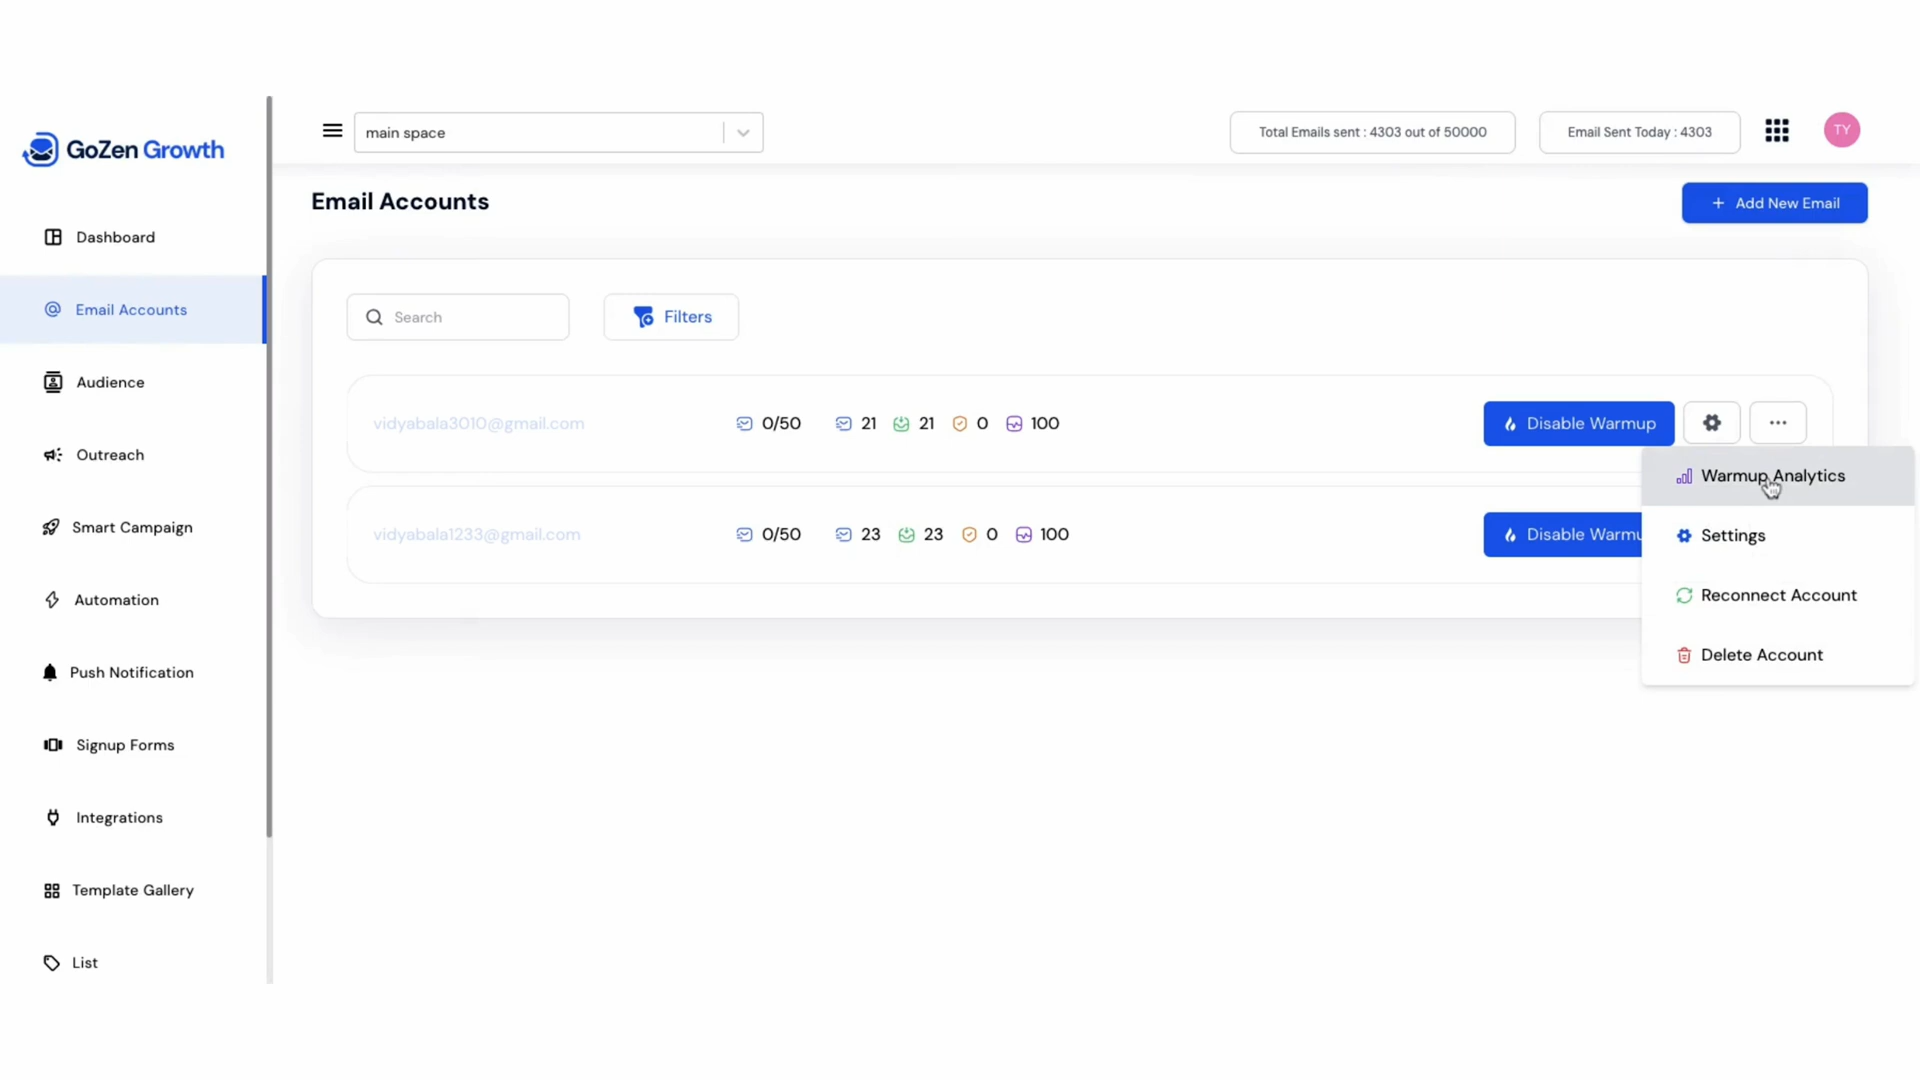 GoZen Growth
main space
Total Emails sent : 4303 out of 50000
Email Sent Today : 4303
TY
Email Accounts
+ Add New Email
Dashboard
Email Accounts
Audience
Outreach
Smart Campaign
Automation
Push Notification
Signup Forms
Integrations
Template Gallery
List
Search
Filters
vidyabala3010@gmail.com
0/50
21
21
0
100
Disable Warmup
vidyabala1233@gmail.com
0/50
23
23
0
100
Disable Warmu
Warmup Analytics
Settings
Reconnect Account
Delete Account